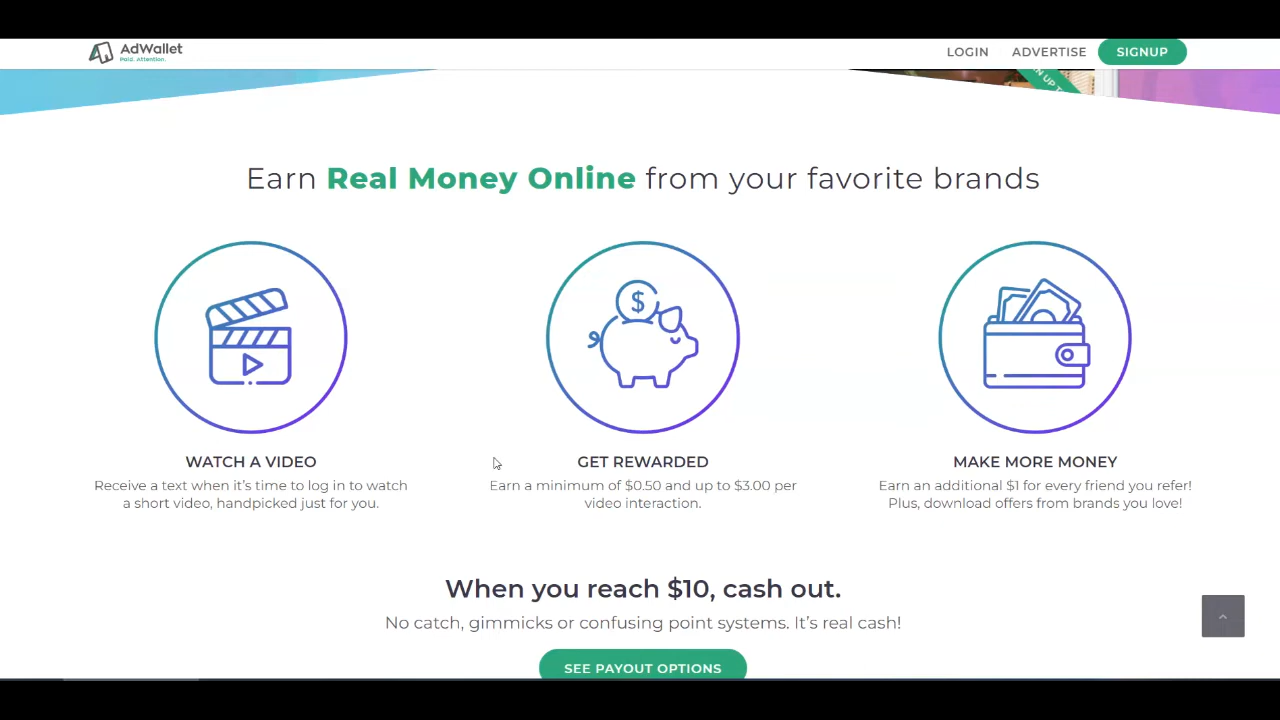 AdWallet
Paid. Attention.
LOGIN
ADVERTISE
SIGNUP
N UP T
Earn Real Money Online from your favorite brands
$
WATCH A VIDEO
Receive a text when it’s time to log in to watch
a short video, handpicked just for you.
GET REWARDED
Earn a minimum of $0.50 and up to $3.00 per
video interaction.
MAKE MORE MONEY
Earn an additional $1 for every friend you refer!
Plus, download offers from brands you love!
When you reach $10, cash out.
No catch, gimmicks or confusing point systems. It’s real cash!
SEE PAYOUT OPTIONS